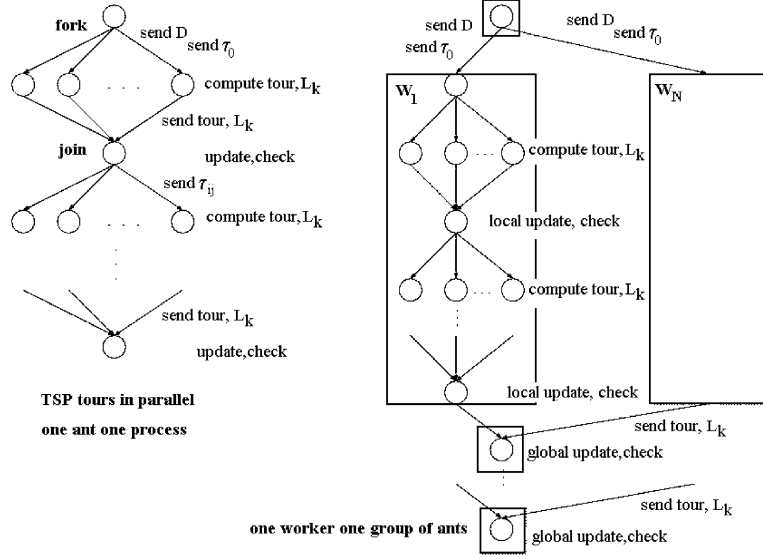 fork
send D
send τ0
compute tour, Lk
send tour, Lk
join
update,check
send τij
compute tour, Lk
send tour, Lk
update,check
TSP tours in parallel
one ant one process
send D
send τ0
send D
send τ0
W1
WN
compute tour, Lk
local update, check
compute tour, Lk
local update, check
send tour, Lk
global update,check
send tour, Lk
one worker one group of ants
global update,check